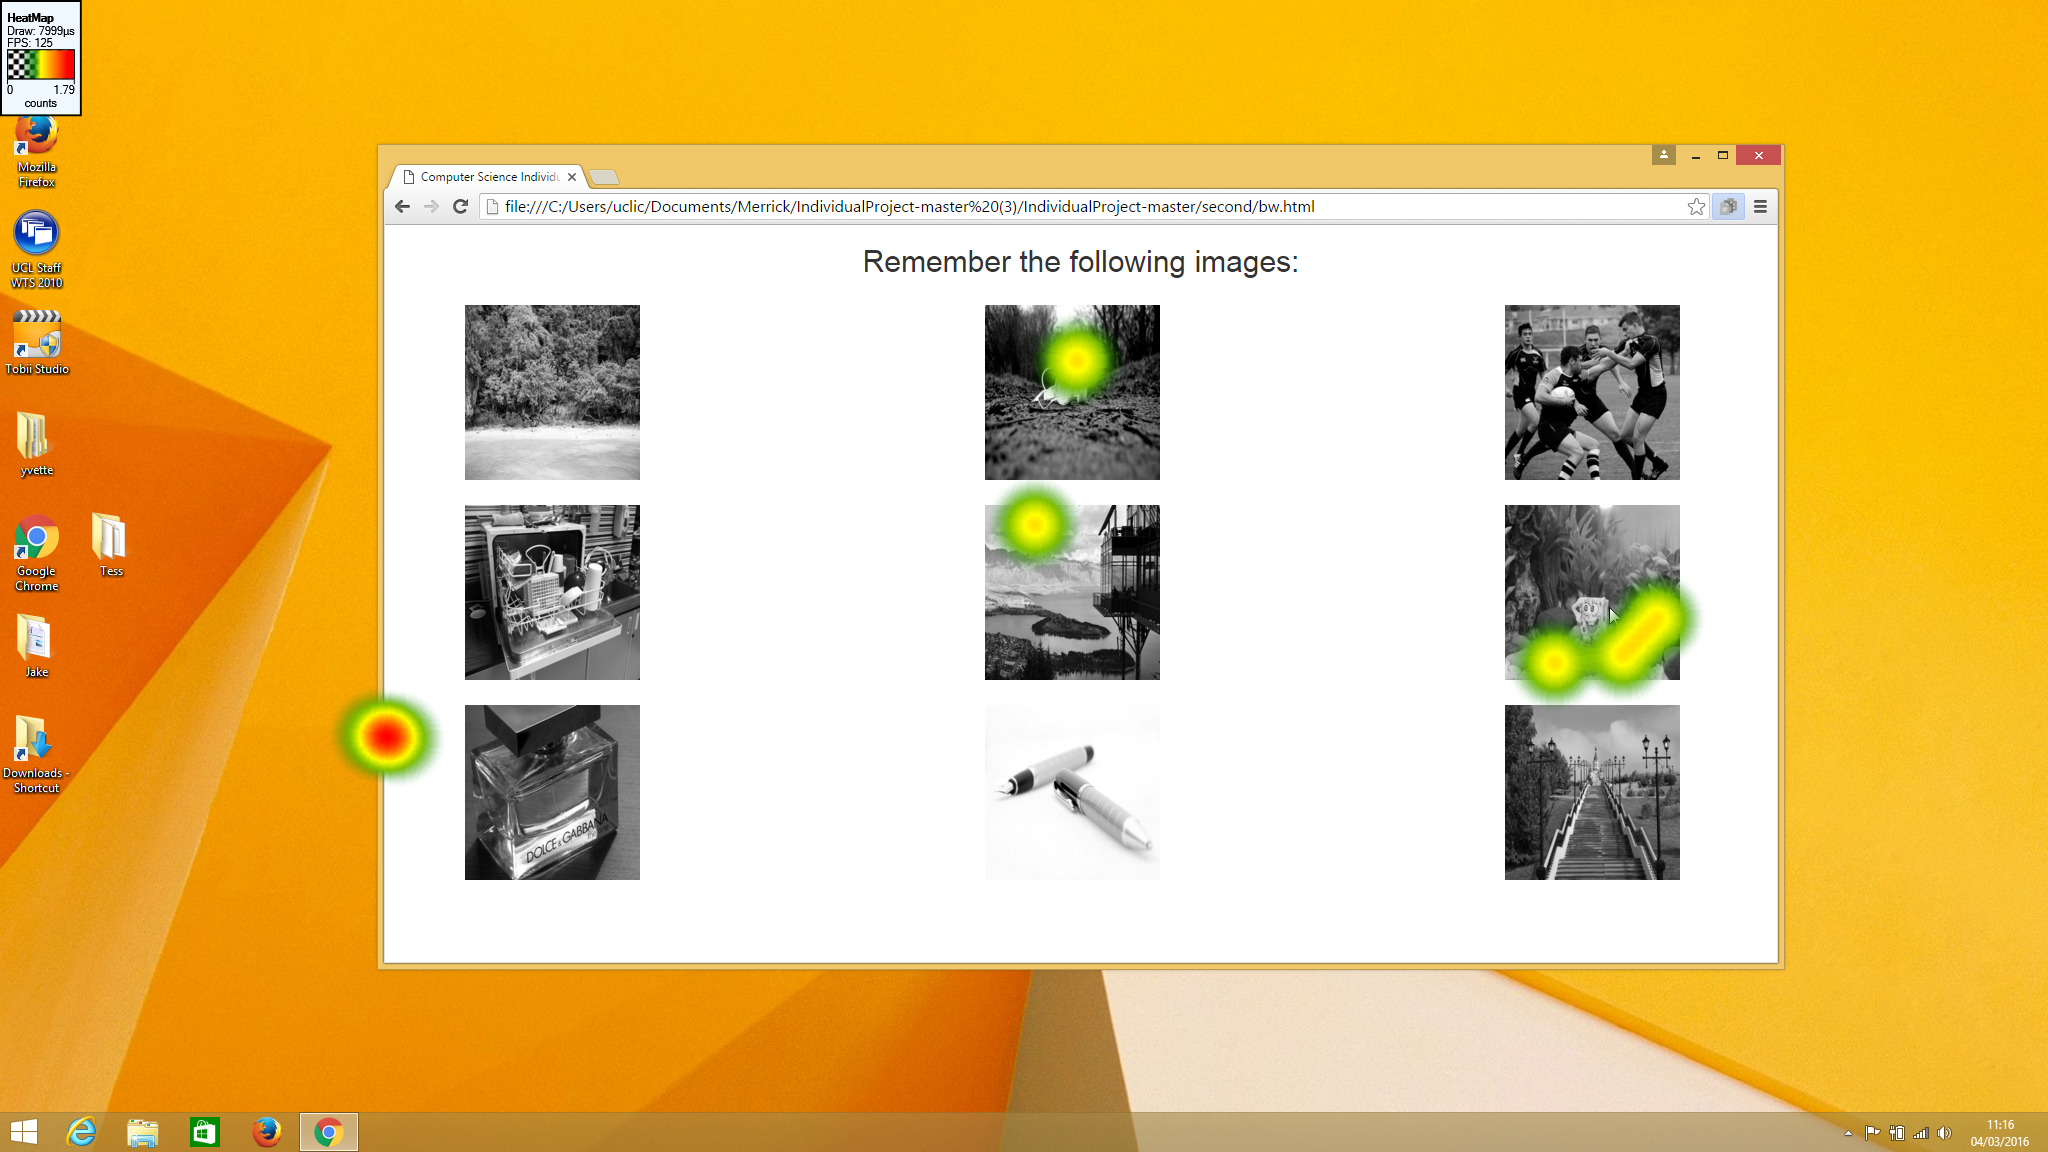 HeatMap
Draw: 7999µs
FPS: 125
0 1.79
counts
Mozilla
Firefox
UCL Staff
WTS 2010
Tobii Studio
yvette
Google
Chrome
Tess
Jake
Downloads -
Shortcut
Computer Science Individu
file:///C:/Users/uclic/Documents/Merrick/IndividualProject-master%20(3)/IndividualProject-master/second/bw.html
Remember the following images:
DOLCE & GABBANA
11:16
04/03/2016